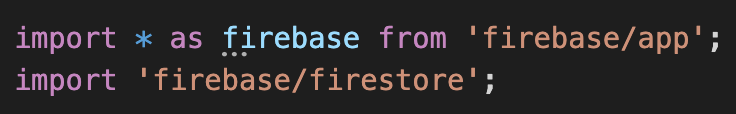 import * as firebase from 'firebase/app';
import 'firebase/firestore';